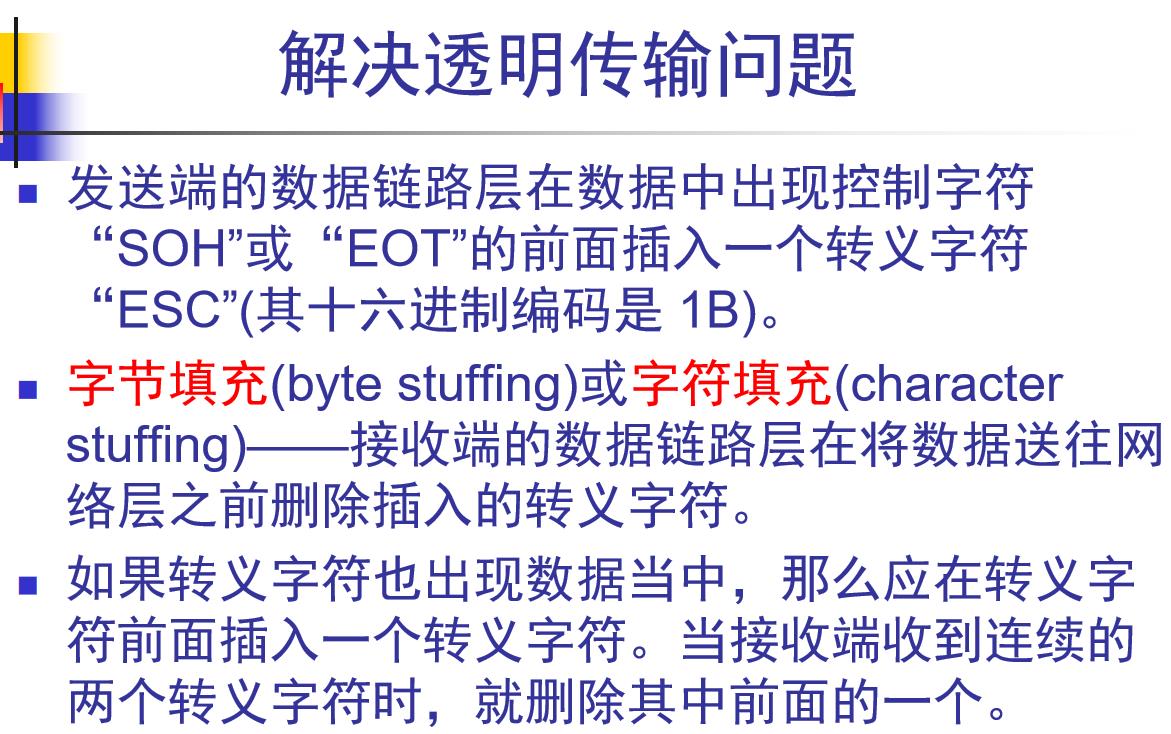 解决透明传输问题
发送端的数据链路层在数据中出现控制字符
“SOH”或“EOT”的前面插入一个转义字符
“ESC”(其十六进制编码是 1B)。
字节填充(byte stuffing)或字符填充(character
stuffing)——接收端的数据链路层在将数据送往网
络层之前删除插入的转义字符。
如果转义字符也出现数据当中，那么应在转义字
符前面插入一个转义字符。当接收端收到连续的
两个转义字符时，就删除其中前面的一个。